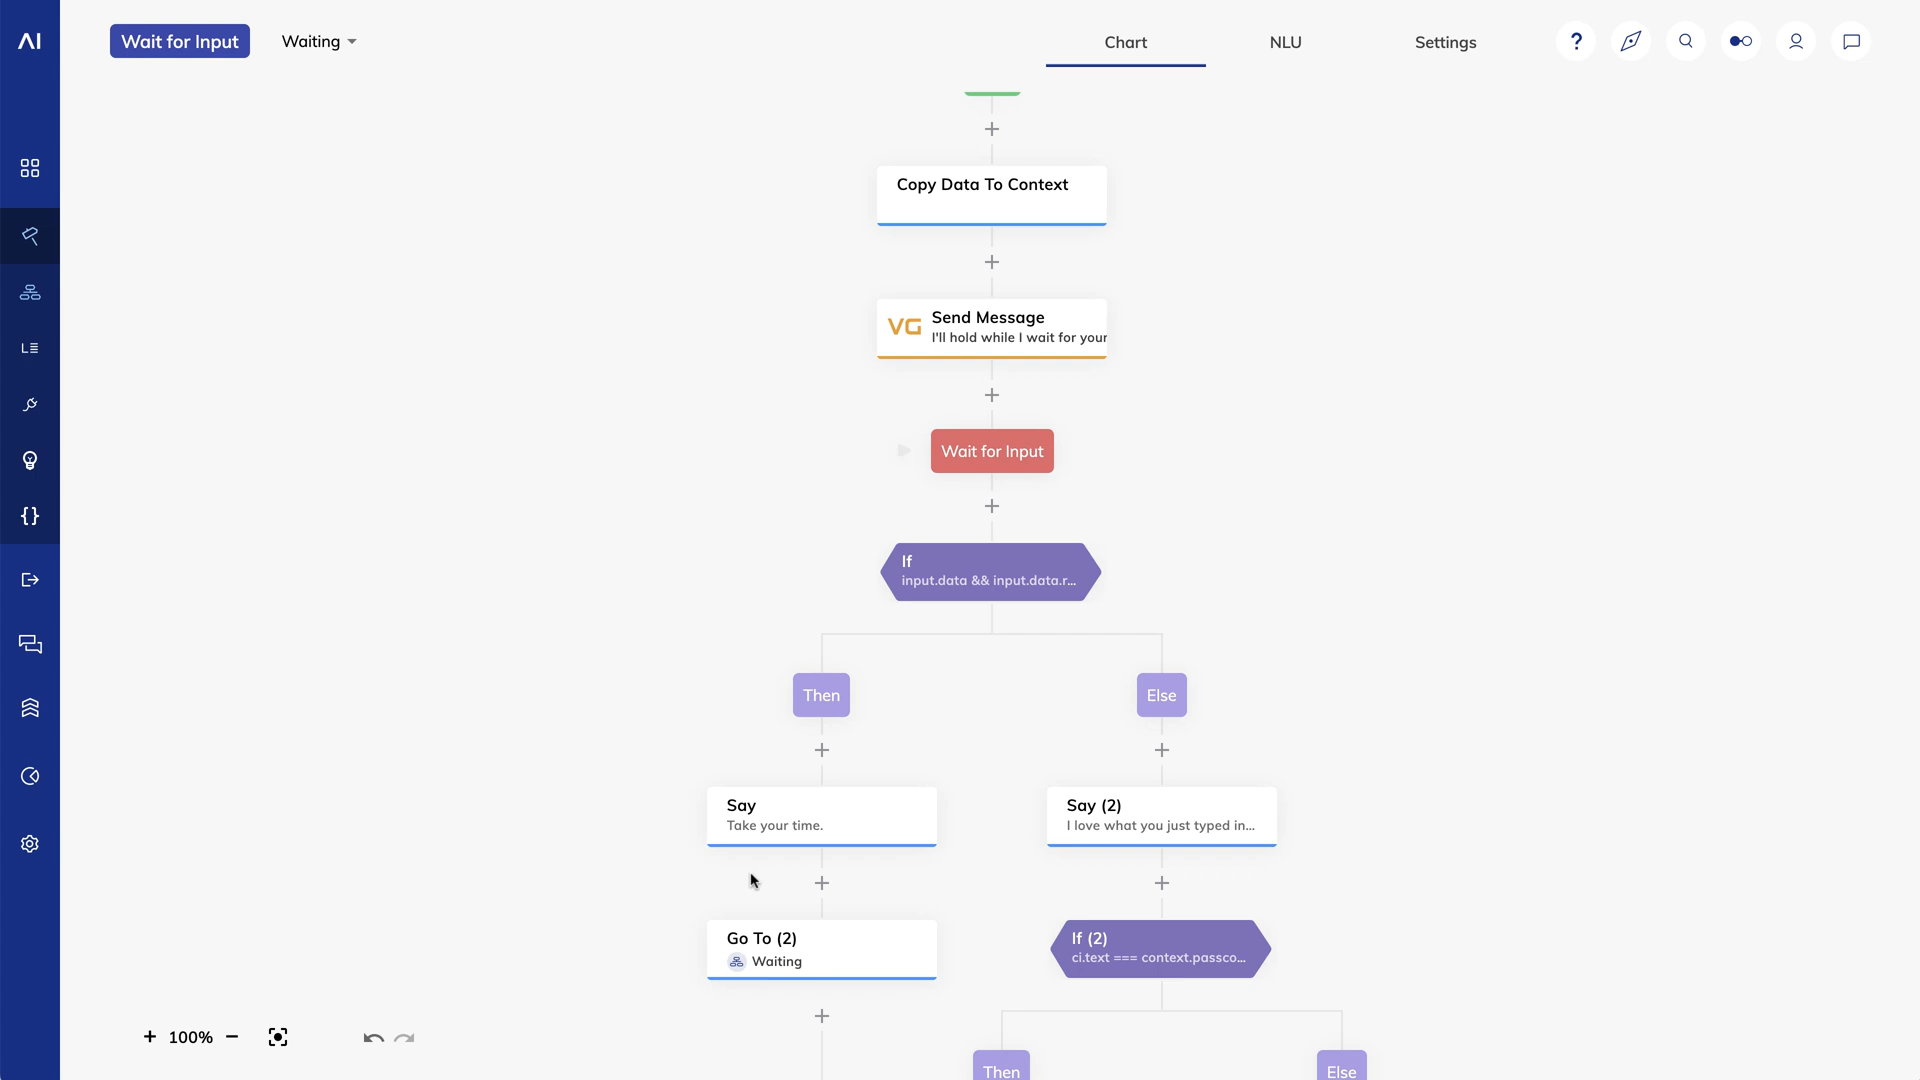 Wait for Input
Waiting
Chart
NLU
Settings
Copy Data To Context
VG
Send Message
I'll hold while I wait for your
Wait for Input
If
input.data && input.data.r...
Then
Else
Say
Take your time.
Say (2)
I love what you just typed in...
Go To (2)
Waiting
If (2)
ci.text === context.passco...
Then
Else
100%